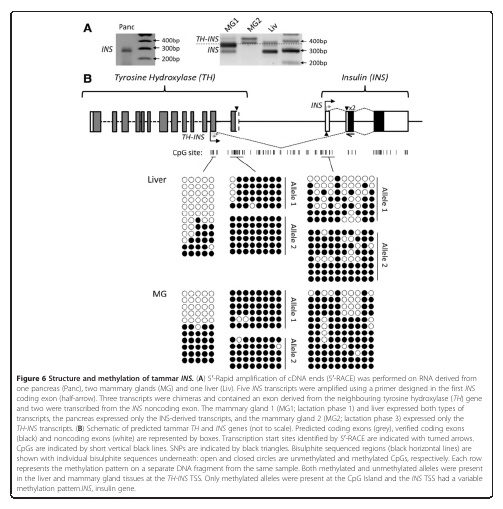 A
Panc
INS
400bp
300bp
200bp
MG1
MG2
Liv
TH-INS
INS
400bp
300bp
200bp
B
Tyrosine Hydroxylase (TH)
Insulin (INS)
INS
x2
TH-INS
CpG site:
Liver
Allele 1
Allele 2
Allele 1
Allele 2
MG
Allele 1
Allele 2
Figure 6 Structure and methylation of tammar INS. (A) 5'-Rapid amplification of cDNA ends (5'-RACE) was performed on RNA derived from
one pancreas (Panc), two mammary glands (MG) and one liver (Liv). Five INS transcripts were amplified using a primer designed in the first INS
coding exon (half-arrow). Three transcripts were chimeras and contained an exon derived from the neighbouring tyrosine hydroxylase (TH) gene
and two were transcribed from the INS noncoding exon. The mammary gland 1 (MG1; lactation phase 1) and liver expressed both types of
transcripts, the pancreas expressed only the INS-derived transcripts, and the mammary gland 2 (MG2; lactation phase 3) expressed only the
TH-INS transcripts. (B) Schematic of predicted tammar TH and INS genes (not to scale). Predicted coding exons (grey), verified coding exons
(black) and noncoding exons (white) are represented by boxes. Transcription start sites identified by 5'-RACE are indicated with turned arrows.
CpGs are indicated by short vertical black lines. SNPs are indicated by black triangles. Bisulphite sequenced regions (black horizontal lines) are
shown with individual bisulphite sequences underneath; open and closed circles are unmethylated and methylated CpGs, respectively. Each row
represents the methylation pattern on a separate DNA fragment from the same sample. Both methylated and unmethylated alleles were present
in the liver and mammary gland tissues at the TH-INS TSS. Only methylated alleles were present at the CpG Island and the INS TSS had a variable
methylation pattern.INS, insulin gene.